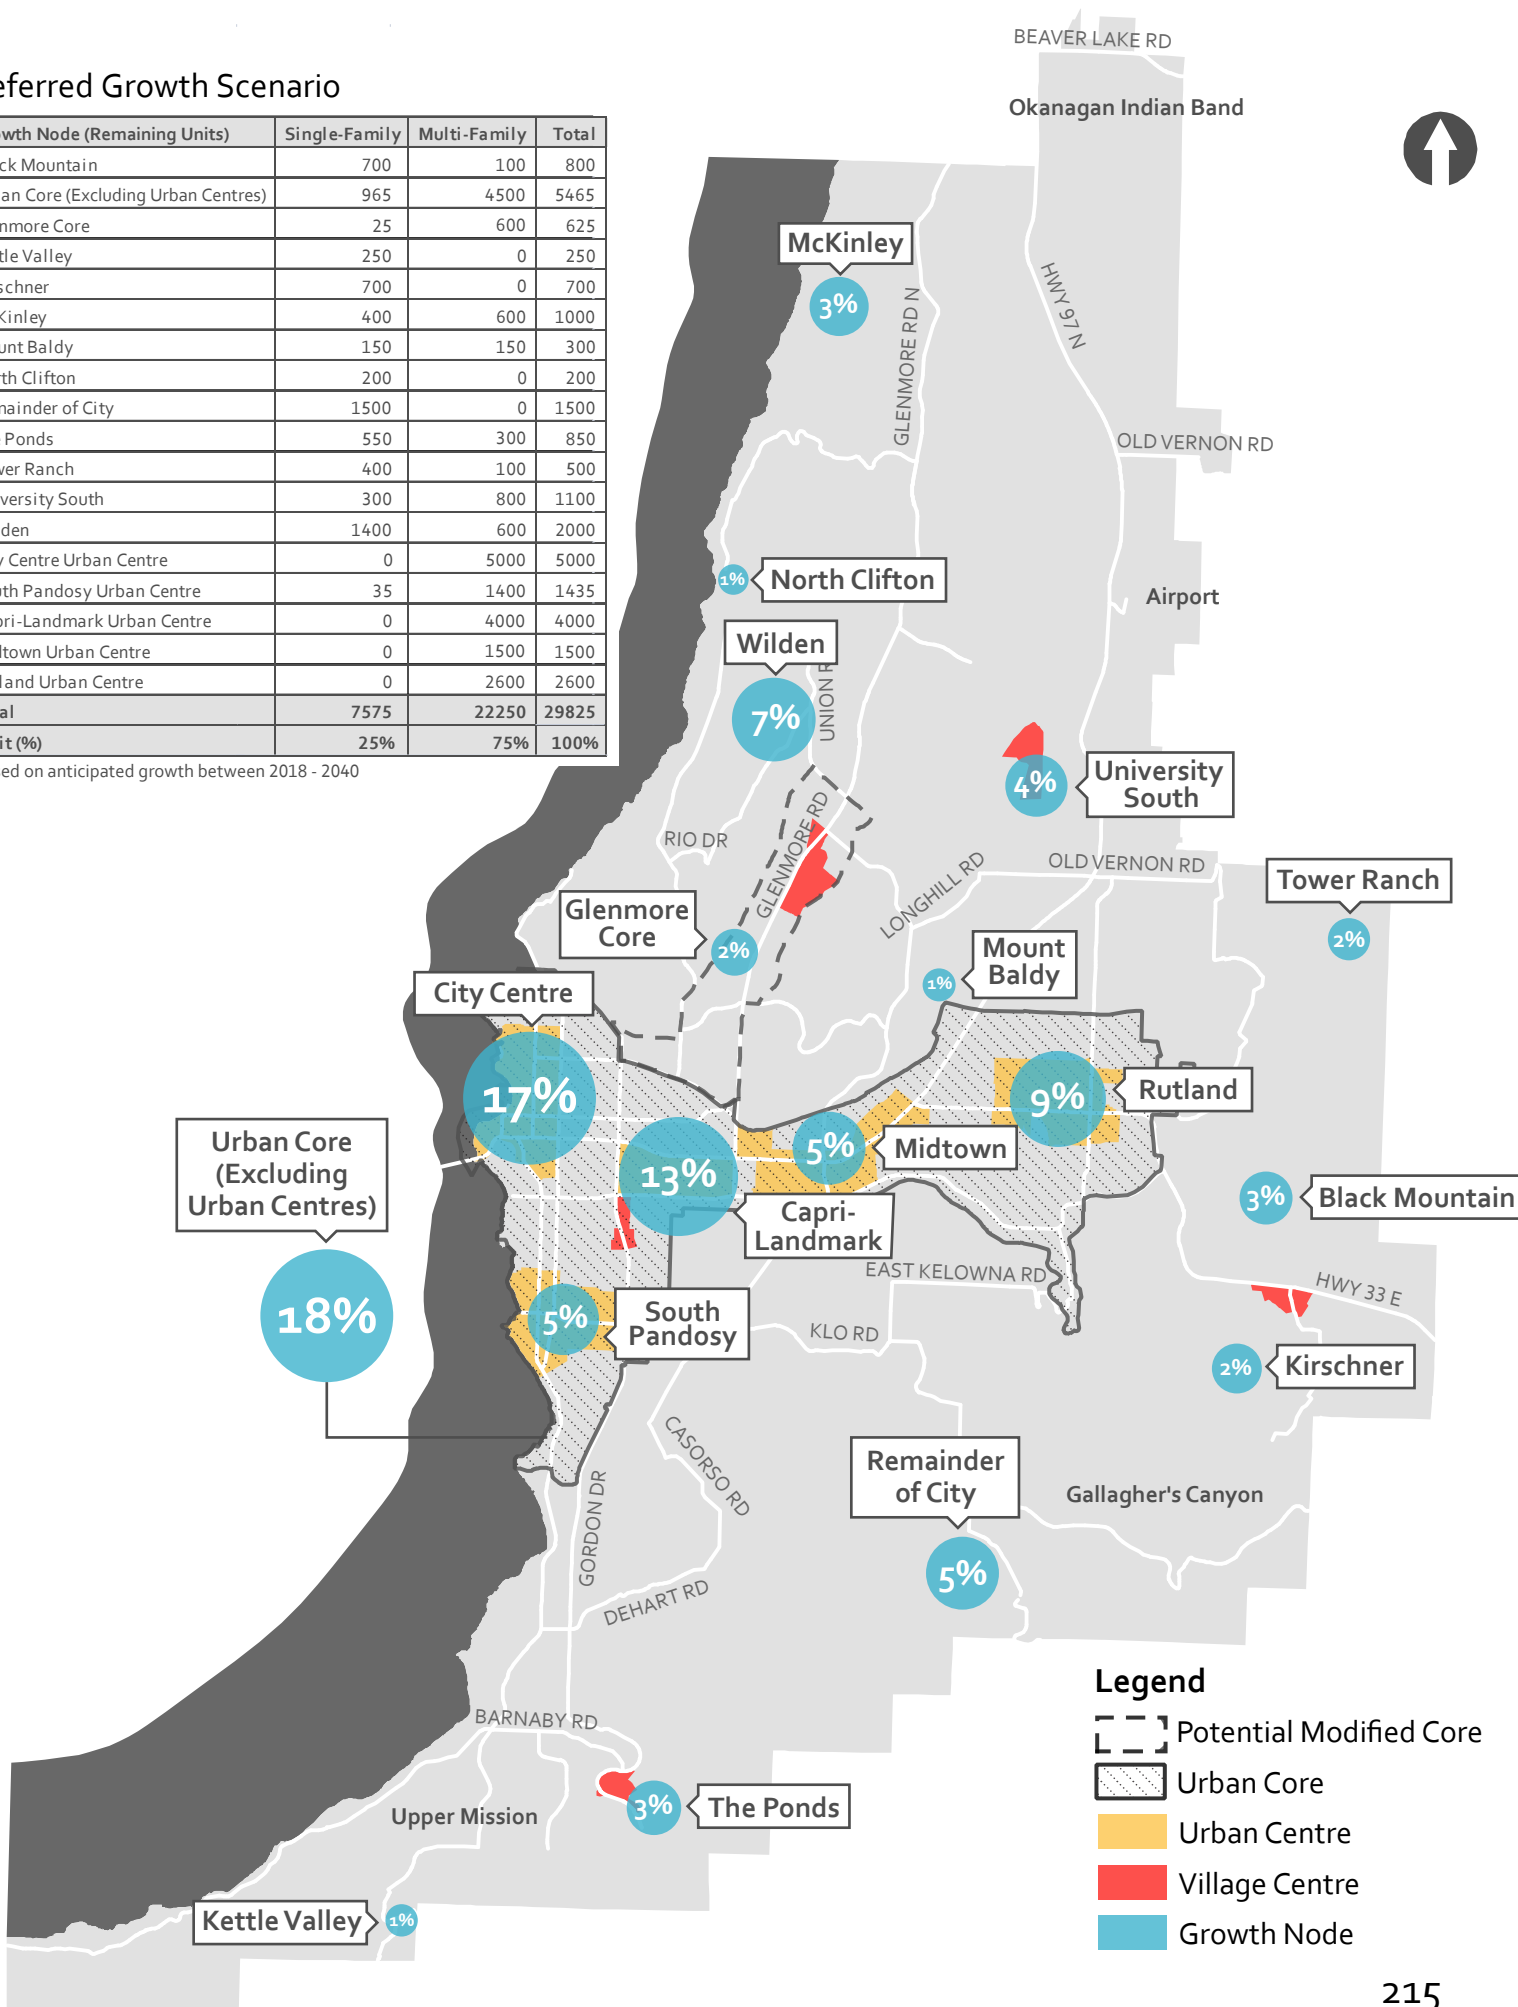 eferred Growth Scenario
wth Node (Remaining Units) Single-Family Multi-Family Total
ck Mountain 700 100 800
an Core (Excluding Urban Centres) 965 4500 5465
nmore Core 25 600 625
tle Valley 250 0 250
schner 700 0 700
Kinley 400 600 1000
unt Baldy 150 150 300
th Clifton 200 0 200
ainder of City 1500 0 1500
Ponds 550 300 850
wer Ranch 400 100 500
versity South 300 800 1100
den 1400 600 2000
y Centre Urban Centre 0 5000 5000
uth Pandosy Urban Centre 35 1400 1435
pri-Landmark Urban Centre 0 4000 4000
dtown Urban Centre 0 1500 1500
land Urban Centre 0 2600 2600
al 7575 22250 29825
it (%) 25% 75% 100%
sed on anticipated growth between 2018 - 2040
BEAVER LAKE RD
Okanagan Indian Band
McKinley
3%
GLENMORE RD N
HWY 97 N
OLD VERNON RD
1%
North Clifton
Airport
Wilden
7%
UNION R
4%
University
South
RIO DR
GLENMORE RD
LONGHILL RD
OLD VERNON RD
Tower Ranch
2%
Glenmore
Core
2%
Mount
Baldy
1%
City Centre
17%
9%
Rutland
Urban Core
(Excluding
Urban Centres)
18%
13%
5%
Midtown
Capri-
Landmark
3%
Black Mountain
EAST KELOWNA RD
HWY 33 E
5%
South
Pandosy
KLO RD
2%
Kirschner
CASORSO RD
Remainder
of City
5%
Gallagher's Canyon
GORDON DR
DEHART RD
BARNABY RD
Upper Mission
3%
The Ponds
Kettle Valley
1%
Legend
Potential Modified Core
Urban Core
Urban Centre
Village Centre
Growth Node
215